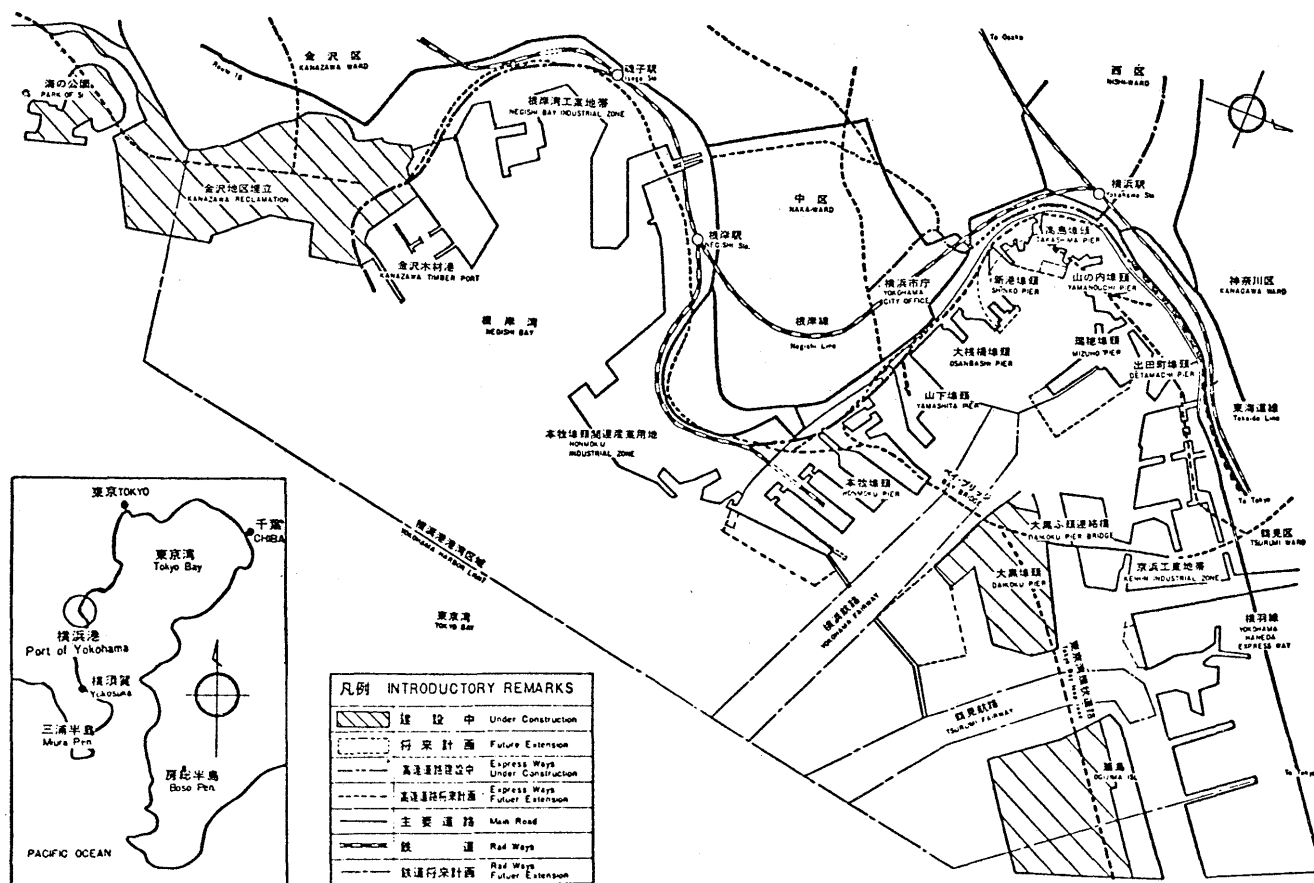 金沢区
KANAZAWA WARD
Route 16
海の公園
金沢地区埋立
KANAZAWA RECLAMATION
磯子駅
根岸湾工業地帯
NEGISHI BAY INDUSTRIAL ZONE
金沢木材港
KANAZAWA TIMBER PORT
根岸湾
NEGISHI BAY
根岸駅
NEGISHI Sta.
中区
NAKA-WARD
To Osaka
西区
NISHI-WARD
横浜駅
Yokohama Sta.
高島埠頭
TAKASHIMA PIER
神奈川区
KANAGAWA WARD
山の内埠頭
YAMANOUCHI PIER
新港埠頭
SHINKO PIER
横浜市庁
YOKOHAMA
CITY OFFICE
根岸線
Negishi Line
大桟橋埠頭
OSANBASHI PIER
瑞穂埠頭
MIZUHO PIER
出田町埠頭
DETAMACHI PIER
山下埠頭
YAMASHITA PIER
東海道線
Tokaido Line
To Tokyo
本牧埠頭関連産業用地
HONMOKU
INDUSTRIAL ZONE
本牧埠頭
HONMOKU PIER
ベイブリッジ
BAY BRIDGE
大黒ふ頭連絡橋
DAIKOKU PIER BRIDGE
鶴見区
TSURUMI WARD
京浜工業地帯
KEIHIN INDUSTRIAL ZONE
大黒埠頭
DAIKOKU PIER
横羽線
YOKOHAMA
HANEDA
EXPRESS WAY
横浜港港湾区域
YOKOHAMA HARBOR LIMIT
東京湾
TOKYO BAY
横浜航路
YOKOHAMA FAIRWAY
東京湾環状道路
鶴見航路
TSURUMI FAIRWAY
扇島
OGIJIMA ISL.
東京 TOKYO
千葉
CHIBA
東京湾
Tokyo Bay
横浜港
Port of Yokohama
横須賀
YOKOSUKA
三浦半島
Miura Pen.
房総半島
Boso Pen.
PACIFIC OCEAN
凡例 INTRODUCTORY REMARKS
建設中 Under Construction
将来計画 Future Extension
高速道路建設中 Express Ways
Under Construction
高速道路将来計画 Express Ways
Futuer Extension
主要道路 Main Road
鉄道 Rail Ways
鉄道将来計画 Rail Ways
Futuer Extension